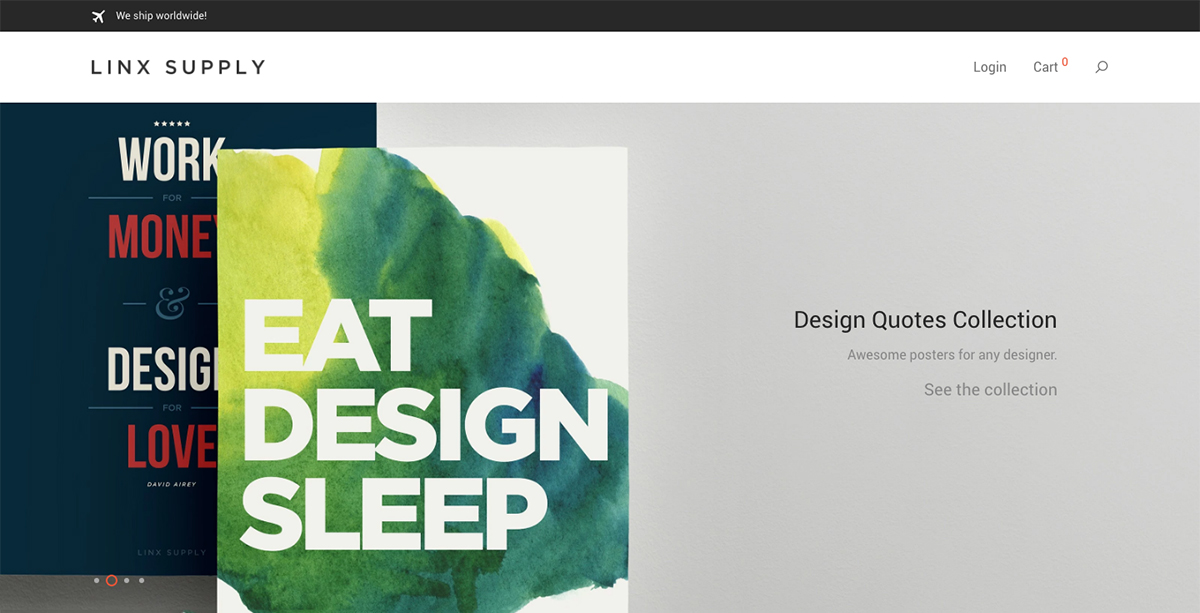 We ship worldwide!
LINX SUPPLY
Login
Cart 0
WORK
FOR
MONEY
&
DESIGN
FOR
LOVE
DAVID AIREY
LINX SUPPLY
EAT
DESIGN
SLEEP
Design Quotes Collection
Awesome posters for any designer.
See the collection